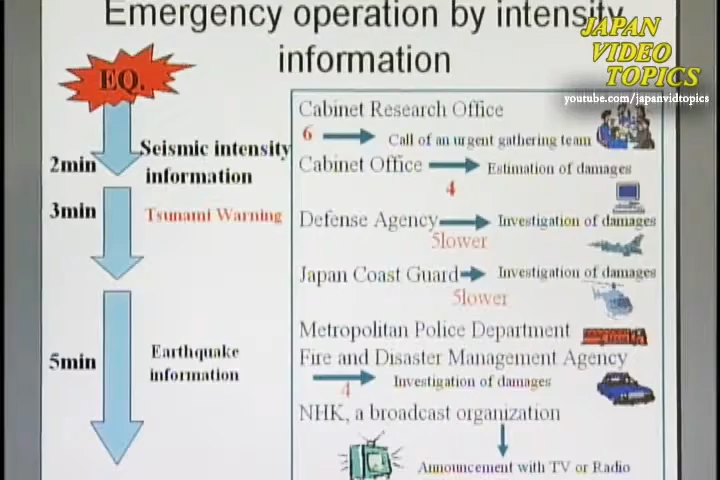 Emergency operation by intensity
information
JAPAN
VIDEO
TOPICS
youtube.com/japanvidtopics
EQ.
2min
Seismic intensity
information
3min
Tsunami Warning
5min
Earthquake
information
Cabinet Research Office
6
Call of an urgent gathering team
Cabinet Office
Estimation of damages
4
Defense Agency
Investigation of damages
5lower
Japan Coast Guard
Investigation of damages
5lower
Metropolitan Police Department
Fire and Disaster Management Agency
4
Investigation of damages
NHK, a broadcast organization
Announcement with TV or Radio